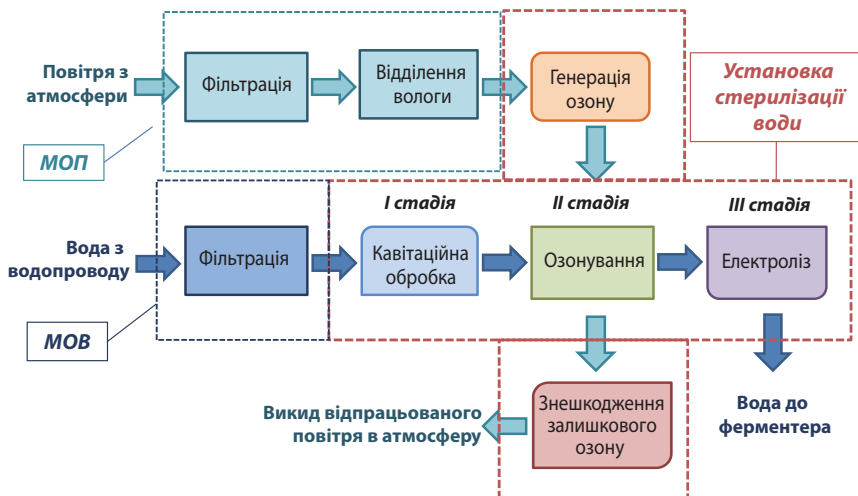 Повітря з
атмосфери
Фільтрація
Відділення
вологи
Генерація
озону
Установка
стерилізації
води
МОП
I стадія
II стадія
III стадія
Вода з
водопроводу
Фільтрація
Кавітаційна
обробка
Озонування
Електроліз
МОВ
Викид відпрацьованого
повітря в атмосферу
Знешкодження
залишкового
озону
Вода до
ферментера